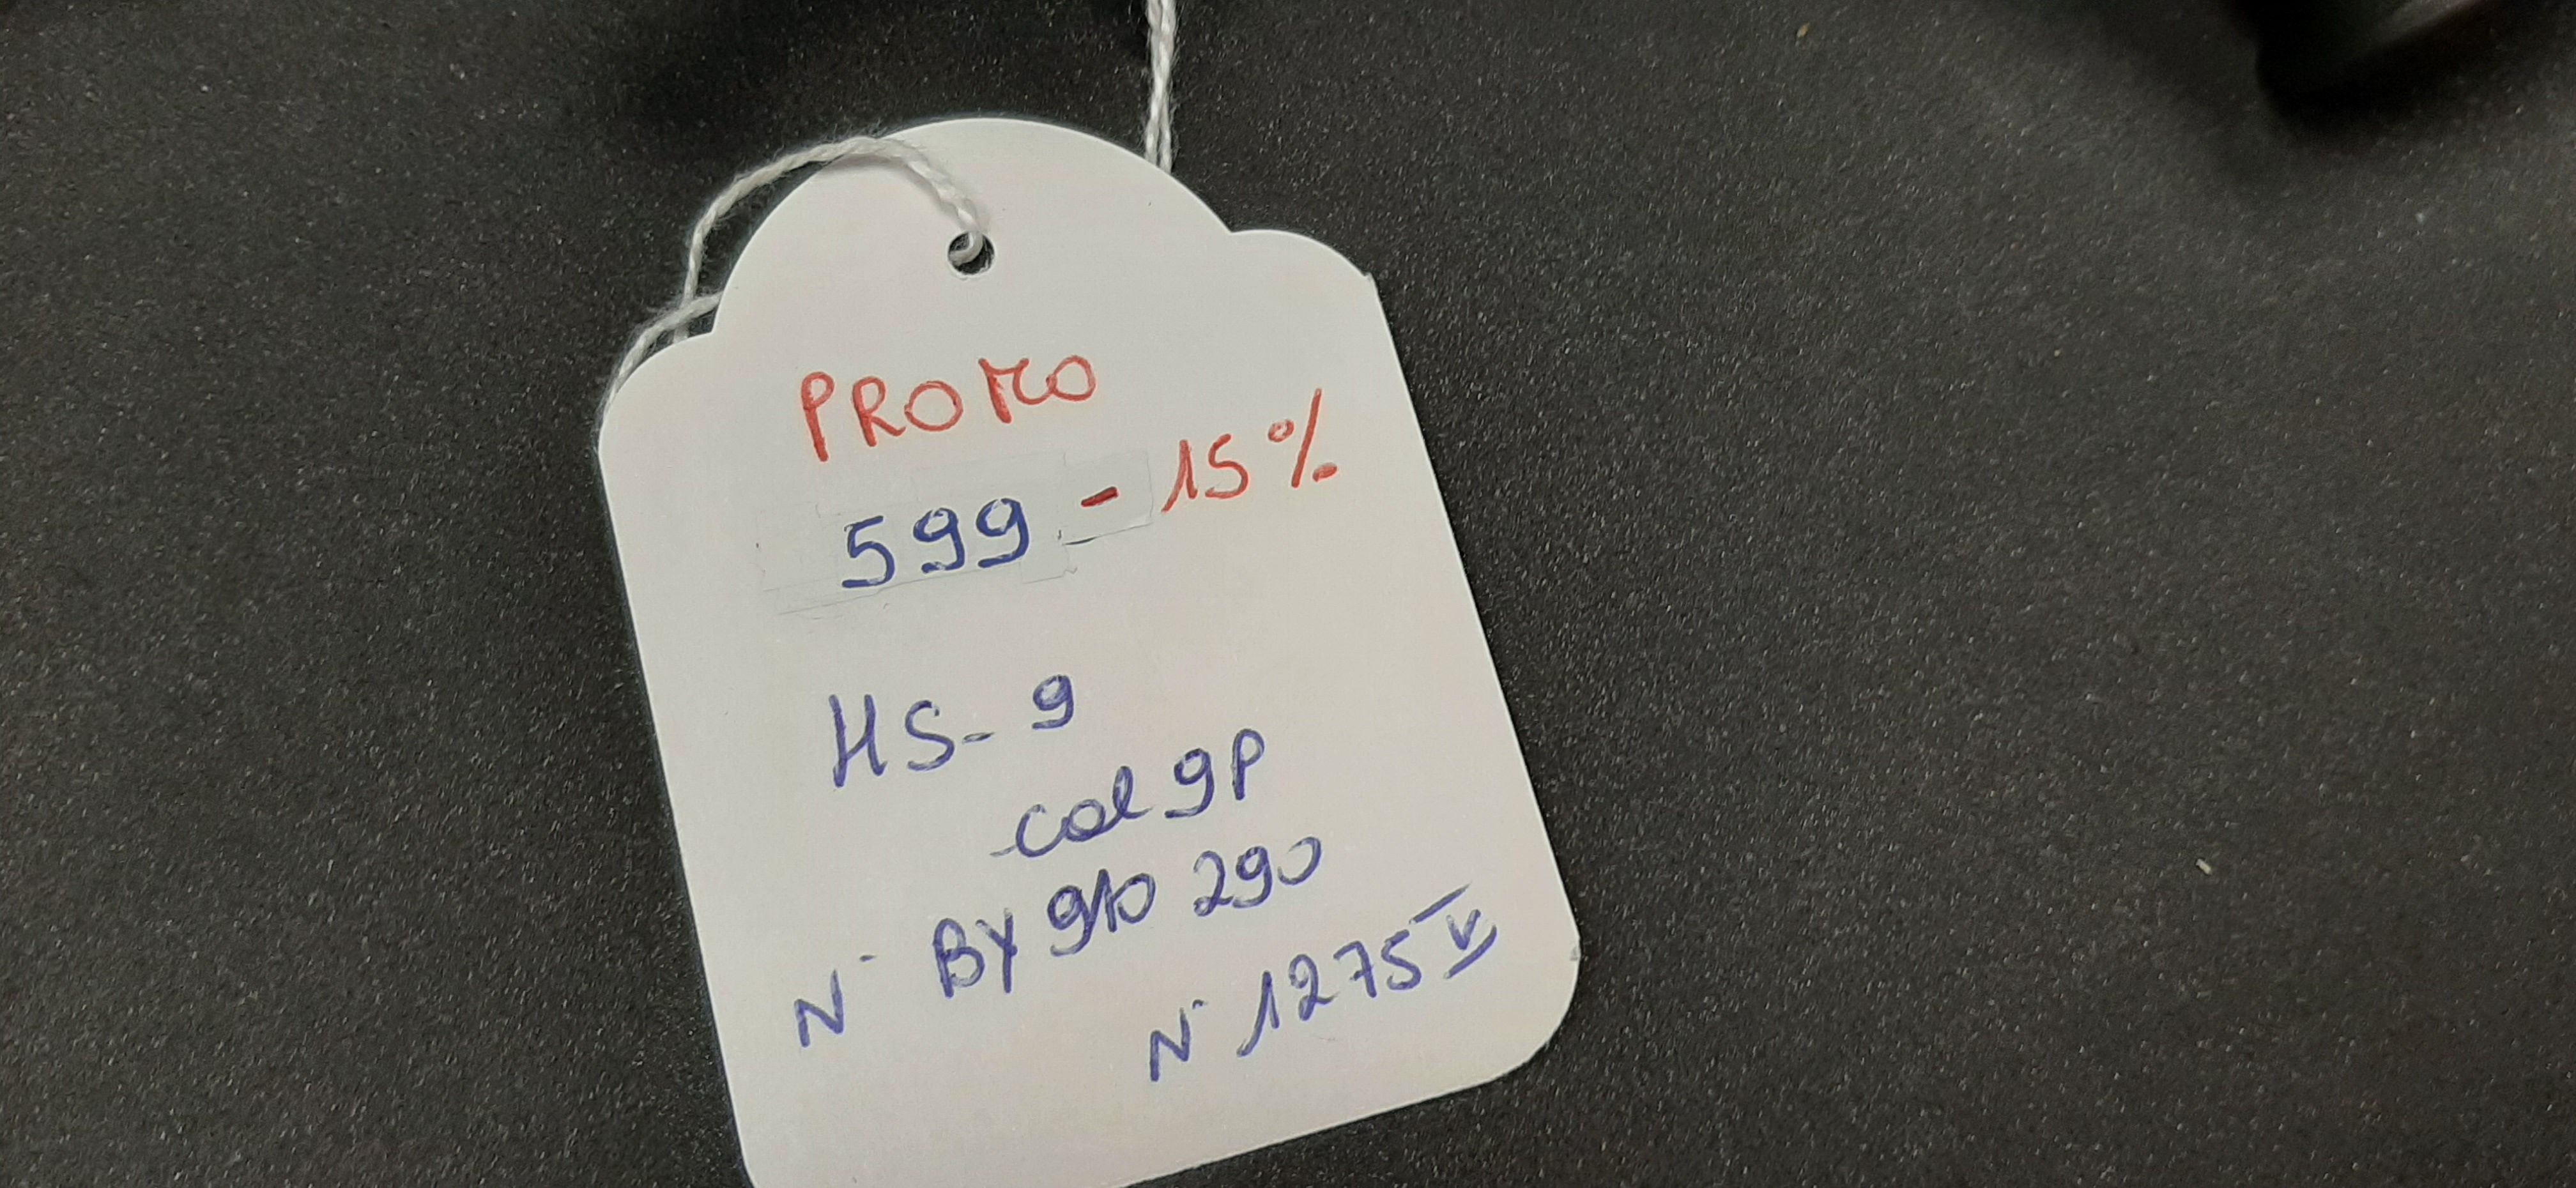 PROMO
599 - 15%
HS-9
col 9P
N° BY 910 290
N° 1275 V